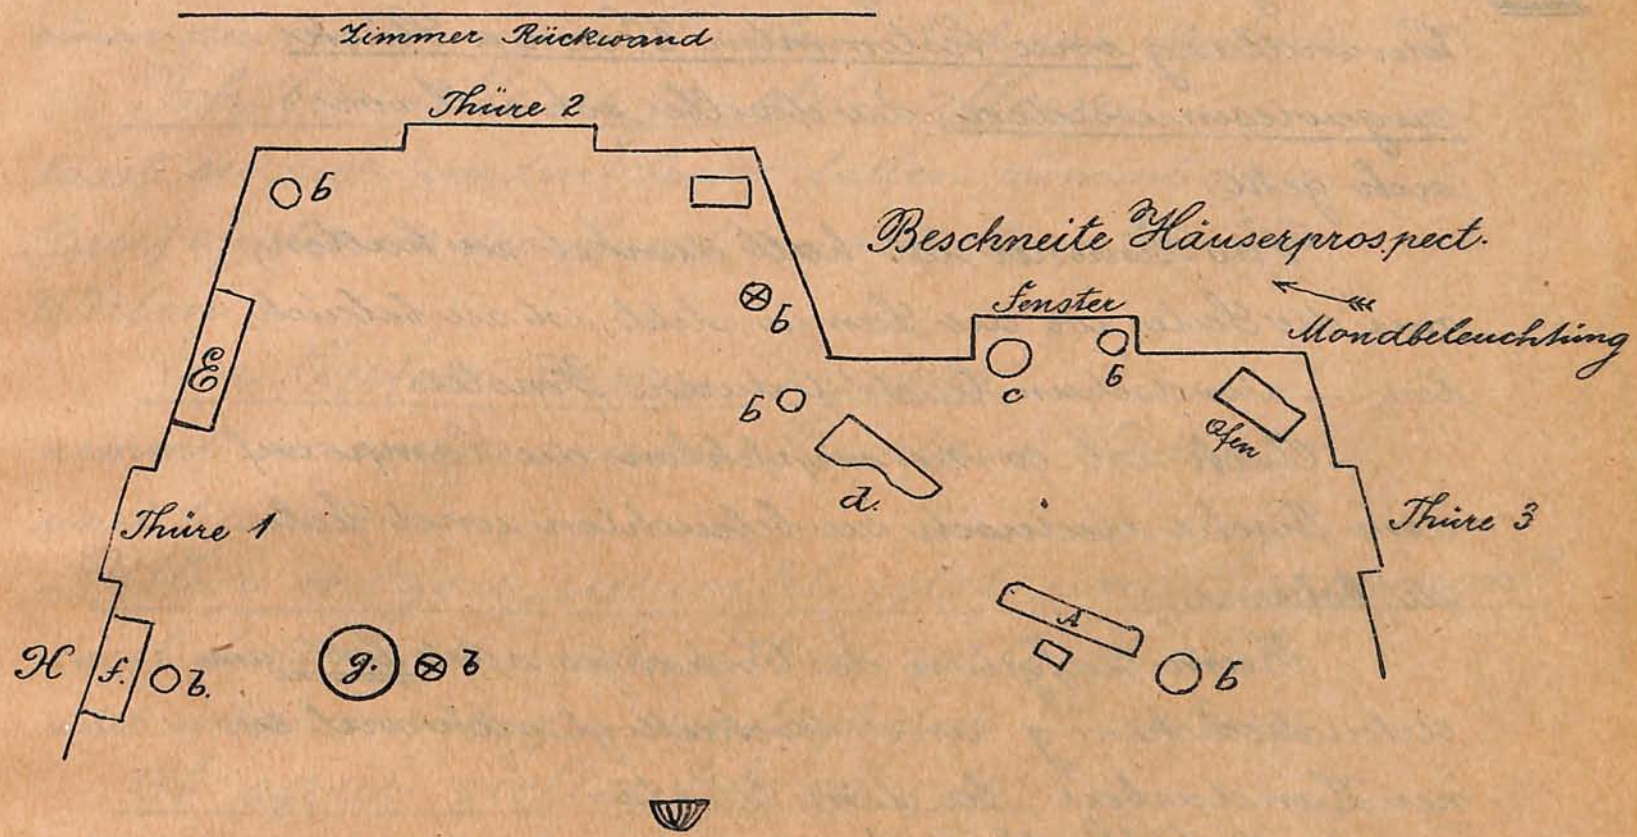 Zimmer Rückwand
Thüre 2
b
Beschneite Häuserprospect.
Fenster
Mondbeleuchtung
b
E
c
b
b
Ofen
d.
Thüre 1
Thüre 3
A
H
f.
b.
g.
b
b